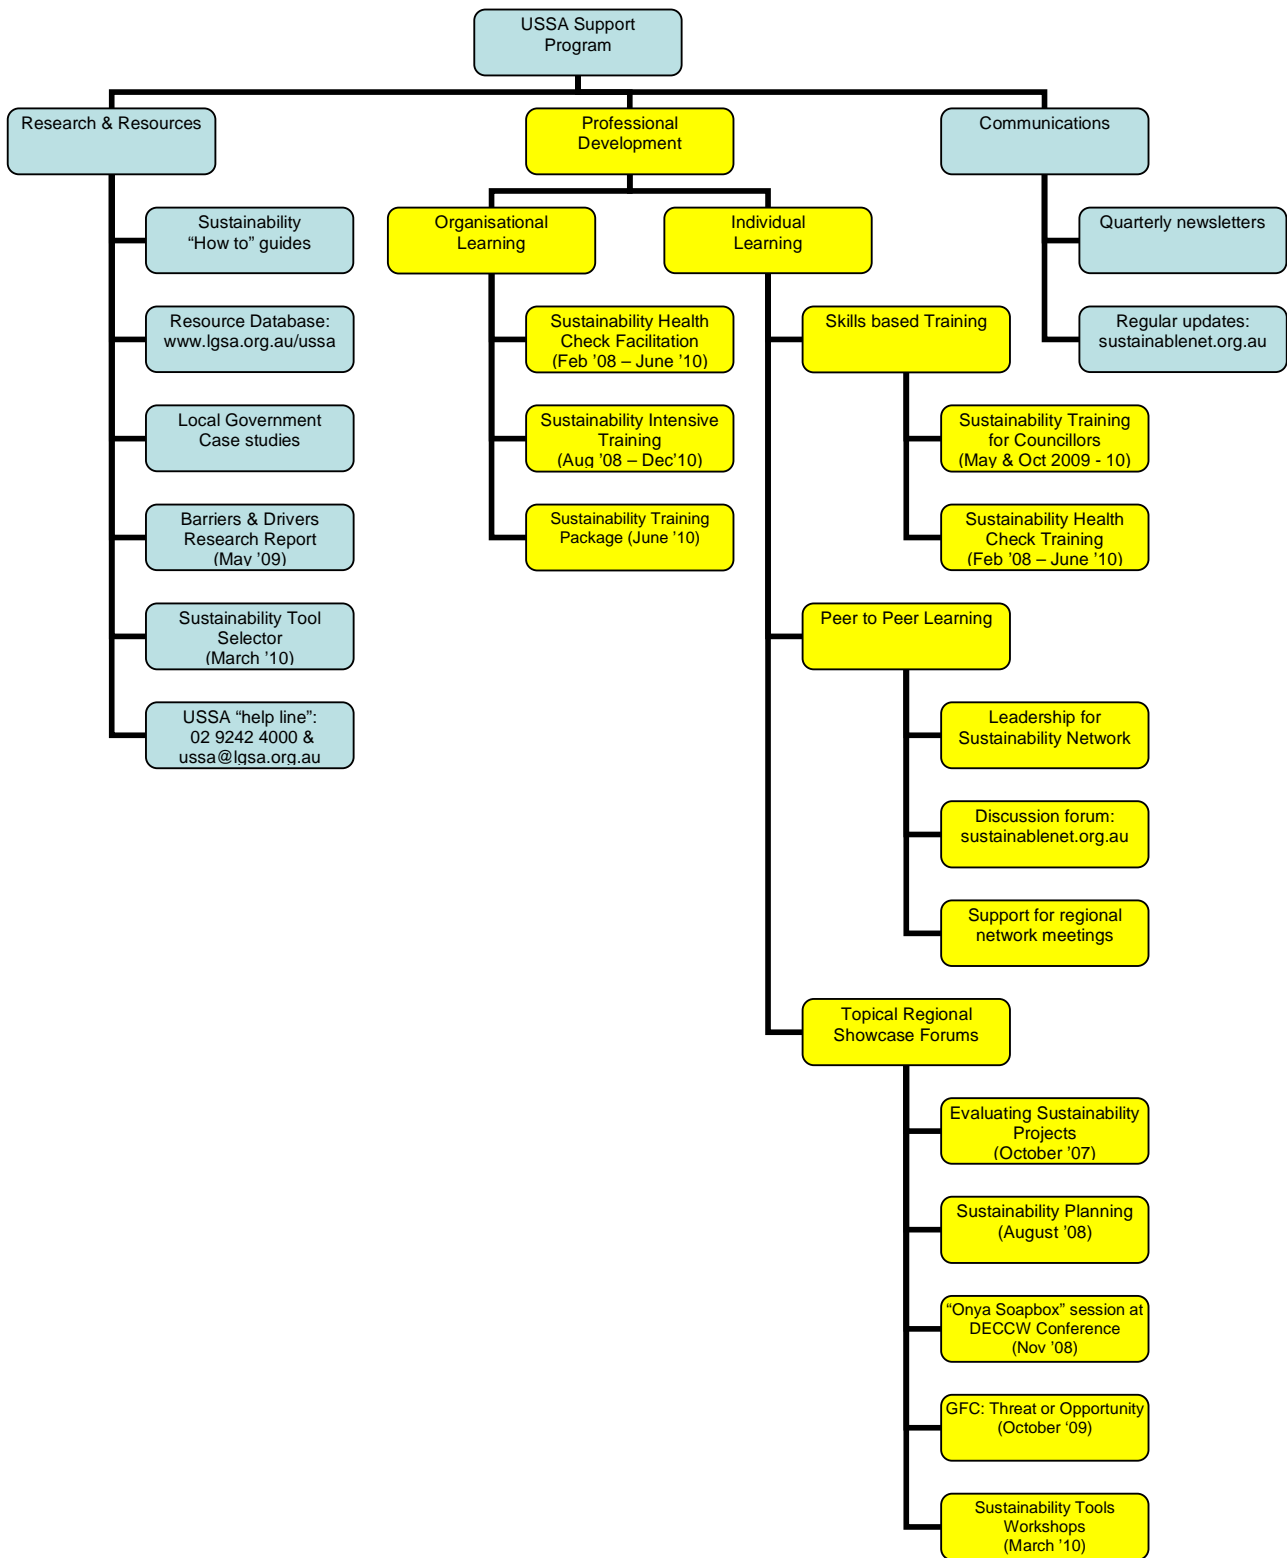 USSA Support
Program
Research & Resources
Professional
Development
Communications
Sustainability
“How to” guides
Resource Database:
www.lgsa.org.au/ussa
Local Government
Case studies
Barriers & Drivers
Research Report
(May ’09)
Sustainability Tool
Selector
(March ’10)
USSA “help line”:
02 9242 4000 &
ussa@lgsa.org.au
Organisational
Learning
Sustainability Health
Check Facilitation
(Feb ’08 – June ’10)
Sustainability Intensive
Training
(Aug ’08 – Dec’10)
Sustainability Training
Package (June ’10)
Individual
Learning
Skills based Training
Sustainability Training
for Councillors
(May & Oct 2009 - 10)
Sustainability Health
Check Training
(Feb ’08 – June ’10)
Peer to Peer Learning
Leadership for
Sustainability Network
Discussion forum:
sustainablenet.org.au
Support for regional
network meetings
Topical Regional
Showcase Forums
Evaluating Sustainability
Projects
(October ’07)
Sustainability Planning
(August ’08)
“Onya Soapbox” session at
DECCW Conference
(Nov ’08)
GFC: Threat or Opportunity
(October ‘09)
Sustainability Tools
Workshops
(March ’10)
Quarterly newsletters
Regular updates:
sustainablenet.org.au